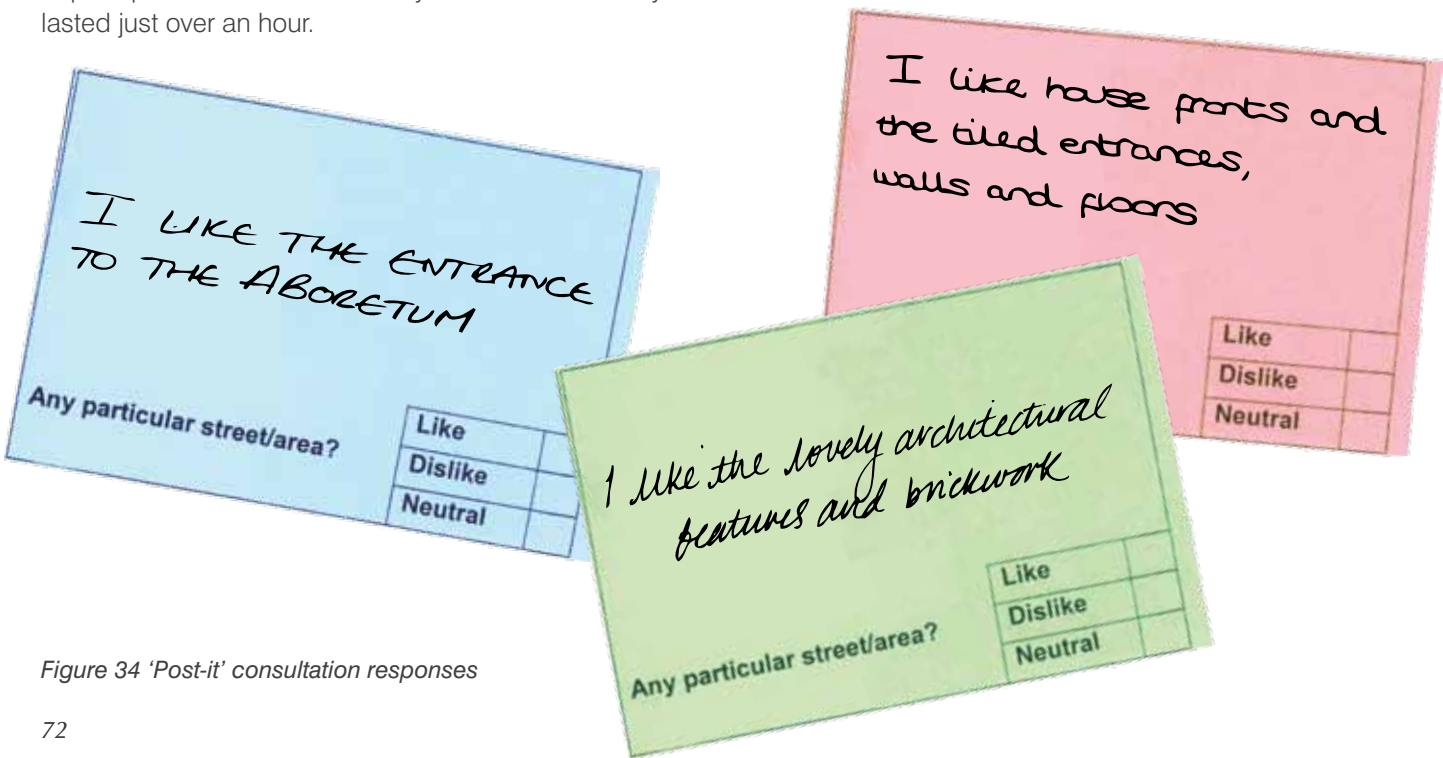 lasted just over an hour.
I LIKE THE ENTRANCE
TO THE ABORETUM
Any particular street/area?
Like
Dislike
Neutral
I like house fronts and
the tiled entrances,
walls and floors
Like
Dislike
Neutral
I like the lovely architectural
features and brickwork
Any particular street/area?
Like
Dislike
Neutral
Figure 34 'Post-it' consultation responses
72